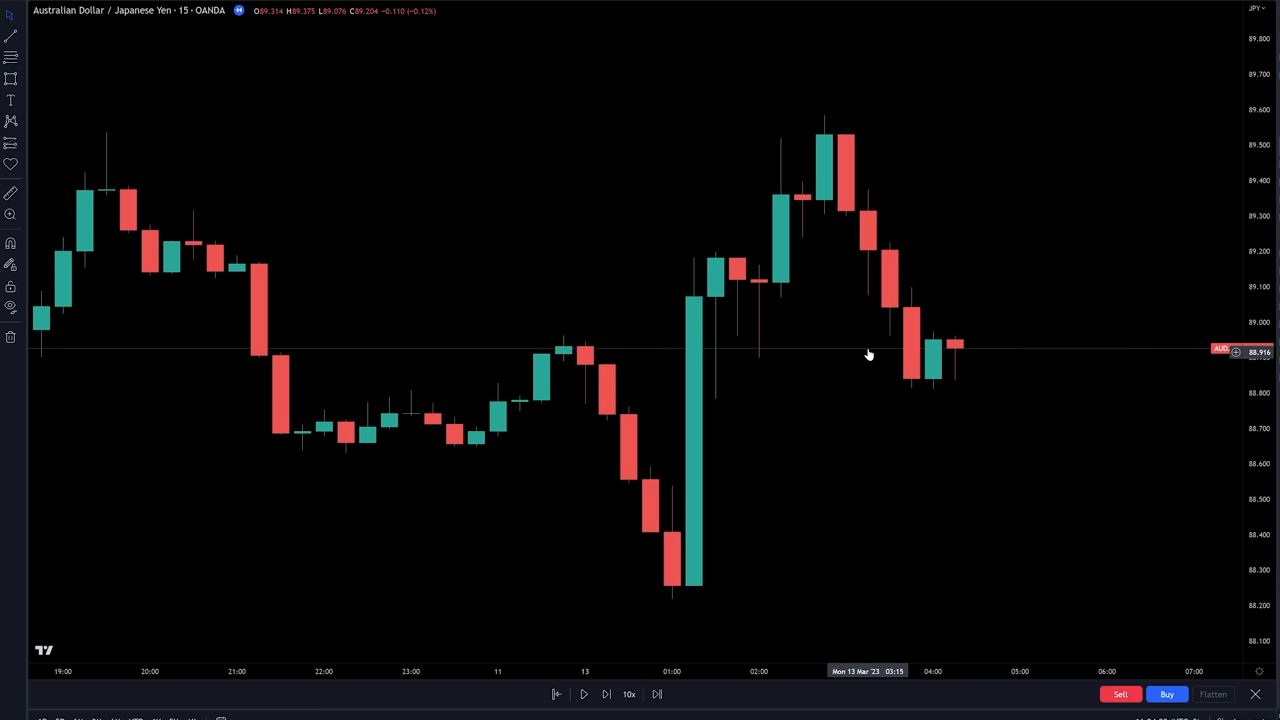 Australian Dollar / Japanese Yen · 15 · OANDA
O89.314 H89.375 L89.076 C89.204 −0.110 (−0.12%)
JPY
89.800
89.700
89.600
89.500
89.400
89.300
89.200
89.100
89.000
AUD
88.916
88.800
88.700
88.600
88.500
88.400
88.300
88.200
88.100
19:00 20:00 21:00 22:00 23:00 11 13 01:00 02:00 Mon 13 Mar '23 03:15 04:00 05:00 06:00 07:00
10x
Sell Buy Flatten